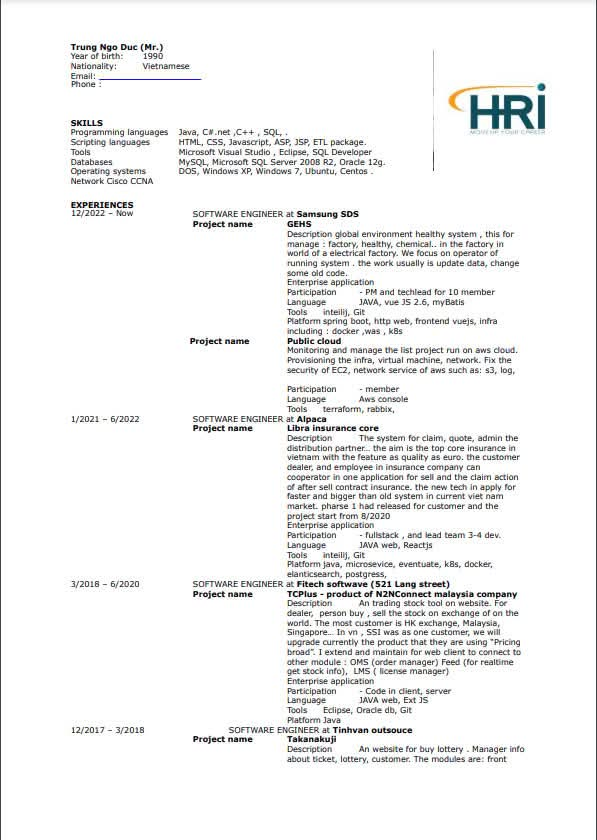 Trung Ngo Duc (Mr.)
Year of birth: 1990
Nationality: Vietnamese
Email:
Phone :
HRi
MOVE UP YOUR CAREER
SKILLS
Programming languages Java, C#.net ,C++ , SQL, .
Scripting languages HTML, CSS, Javascript, ASP, JSP, ETL package.
Tools Microsoft Visual Studio , Eclipse, SQL Developer
Databases MySQL, Microsoft SQL Server 2008 R2, Oracle 12g.
Operating systems DOS, Windows XP, Windows 7, Ubuntu, Centos .
Network Cisco CCNA
EXPERIENCES
12/2022 – Now SOFTWARE ENGINEER at Samsung SDS
Project name GEHS
Description global environment healthy system , this for
manage : factory, healthy, chemical.. in the factory in
world of a electrical factory. We focus on operator of
running system . the work usually is update data, change
some old code.
Enterprise application
Participation - PM and techlead for 10 member
Language JAVA, vue JS 2.6, myBatis
Tools inteilij, Git
Platform spring boot, http web, frontend vuejs, infra
including : docker ,was , k8s
Project name Public cloud
Monitoring and manage the list project run on aws cloud.
Provisioning the infra, virtual machine, network. Fix the
security of EC2, network service of aws such as: s3, log,
Participation - member
Language Aws console
Tools terraform, rabbix,
1/2021 – 6/2022 SOFTWARE ENGINEER at Alpaca
Project name Libra insurance core
Description The system for claim, quote, admin the
distribution partner… the aim is the top core insurance in
vietnam with the feature as quality as euro. the customer
dealer, and employee in insurance company can
cooperator in one application for sell and the claim action
of after sell contract insurance. the new tech in apply for
faster and bigger than old system in current viet nam
market. pharse 1 had released for customer and the
project start from 8/2020
Enterprise application
Participation - fullstack , and lead team 3-4 dev.
Language JAVA web, Reactjs
Tools inteilij, Git
Platform java, microsevice, eventuate, k8s, docker,
elanticsearch, postgress,
3/2018 – 6/2020 SOFTWARE ENGINEER at Fitech softwave (521 Lang street)
Project name TCPlus - product of N2NConnect malaysia company
Description An trading stock tool on website. For
dealer, person buy , sell the stock on exchange of on the
world. The most customer is HK exchange, Malaysia,
Singapore… In vn , SSI was as one customer, we will
upgrade currently the product that they are using “Pricing
broad”. I extend and maintain for web client to connect to
other module : OMS (order manager) Feed (for realtime
get stock info), LMS ( license manager)
Enterprise application
Participation - Code in client, server
Language JAVA web, Ext JS
Tools Eclipse, Oracle db, Git
Platform Java
12/2017 – 3/2018 SOFTWARE ENGINEER at Tinhvan outsouce
Project name Takanakuji
Description An website for buy lottery . Manager info
about ticket, lottery, customer. The modules are: front